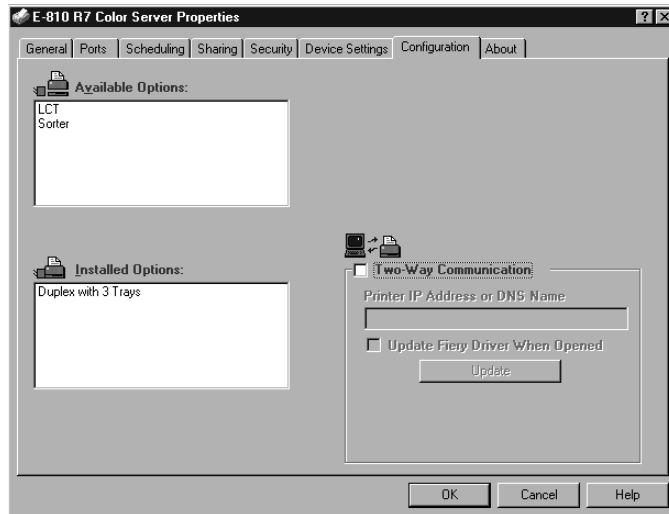 E-810 R7 Color Server Properties
General Ports Scheduling Sharing Security Device Settings Configuration About
Available Options:
LCT
Sorter
Installed Options:
Duplex with 3 Trays
Two-Way Communication
Printer IP Address or DNS Name
Update Fiery Driver When Opened
Update
OK Cancel Help